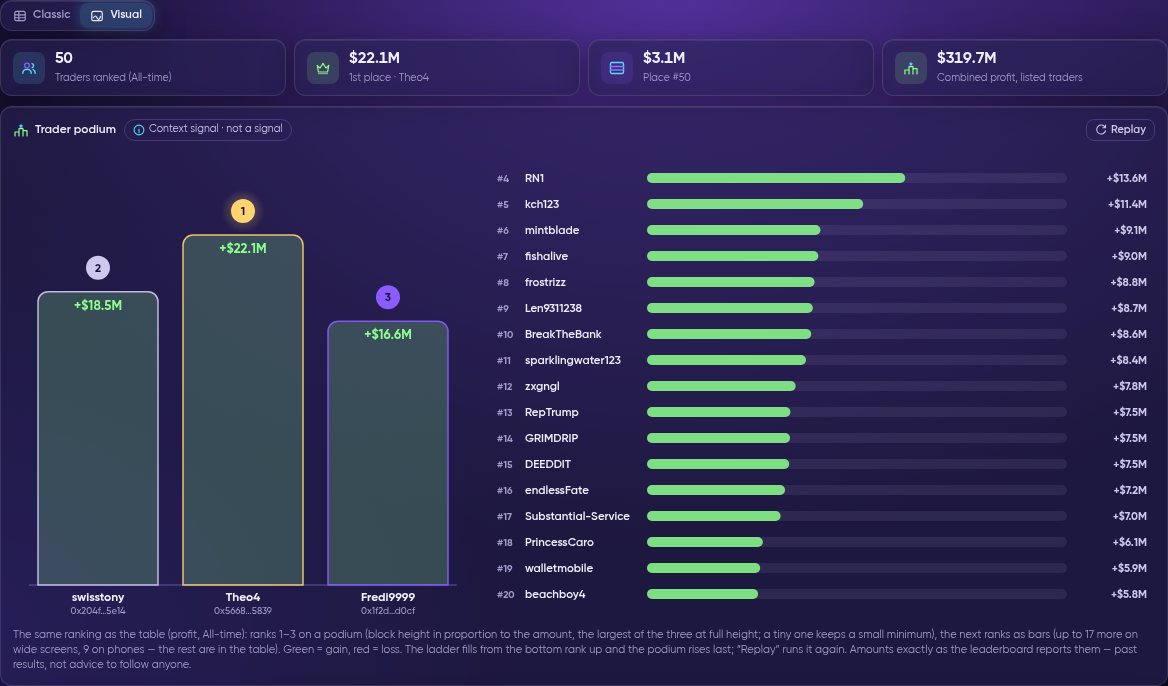 Classic
Visual
50
Traders ranked (All-time)
$22.1M
1st place · Theo4
$3.1M
Place #50
$319.7M
Combined profit, listed traders
Trader podium
Context signal · not a signal
Replay
1
+$22.1M
2
+$18.5M
3
+$16.6M
swisstony
0x204f…5e14
Theo4
0x5668…5839
Fredi9999
0x1f2d…d0cf
#4 RN1 +$13.6M
#5 kch123 +$11.4M
#6 mintblade +$9.1M
#7 fishalive +$9.0M
#8 frostrizz +$8.8M
#9 Len9311238 +$8.7M
#10 BreakTheBank +$8.6M
#11 sparklingwater123 +$8.4M
#12 zxgngl +$7.8M
#13 RepTrump +$7.5M
#14 GRIMDRIP +$7.5M
#15 DEEDDIT +$7.5M
#16 endlessFate +$7.2M
#17 Substantial-Service +$7.0M
#18 PrincessCaro +$6.1M
#19 walletmobile +$5.9M
#20 beachboy4 +$5.8M
The same ranking as the table (profit, All-time): ranks 1–3 on a podium (block height in proportion to the amount, the largest of the three at full height; a tiny one keeps a small minimum), the next ranks as bars (up to 17 more on
wide screens, 9 on phones — the rest are in the table). Green = gain, red = loss. The ladder fills from the bottom rank up and the podium rises last; “Replay” runs it again. Amounts exactly as the leaderboard reports them — past
results, not advice to follow anyone.